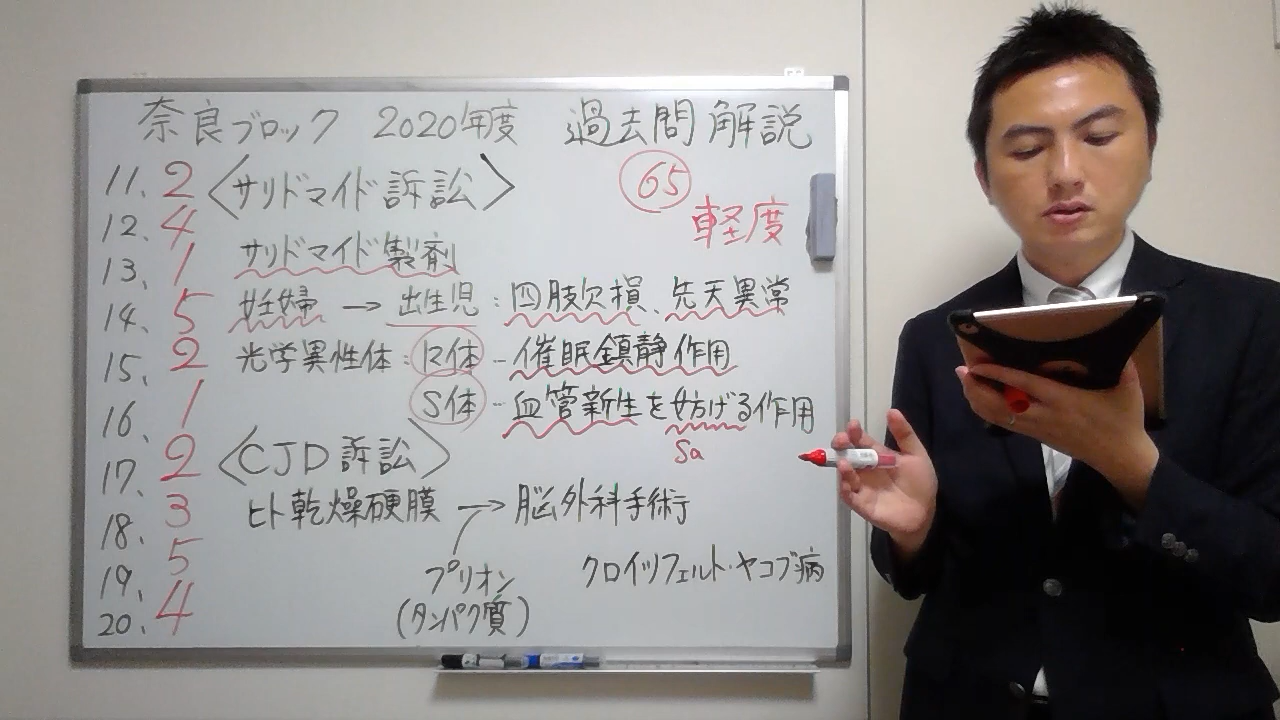 奈良ブロック 2020年度 過去問解説
11. 2 〈サリドマイド訴訟〉 65
12. 4 軽度
13. 1 サリドマイド製剤
14. 5 妊婦→出生児:四肢欠損、先天異常
15. 2 光学異性体:R体-催眠鎮静作用
16. 1 S体-血管新生を妨げる作用
Sa
17. 2 〈CJD訴訟〉
18. 3 ヒト乾燥硬膜→脳外科手術
19. 5 プリオン クロイツフェルト・ヤコブ病
20. 4 (タンパク質)